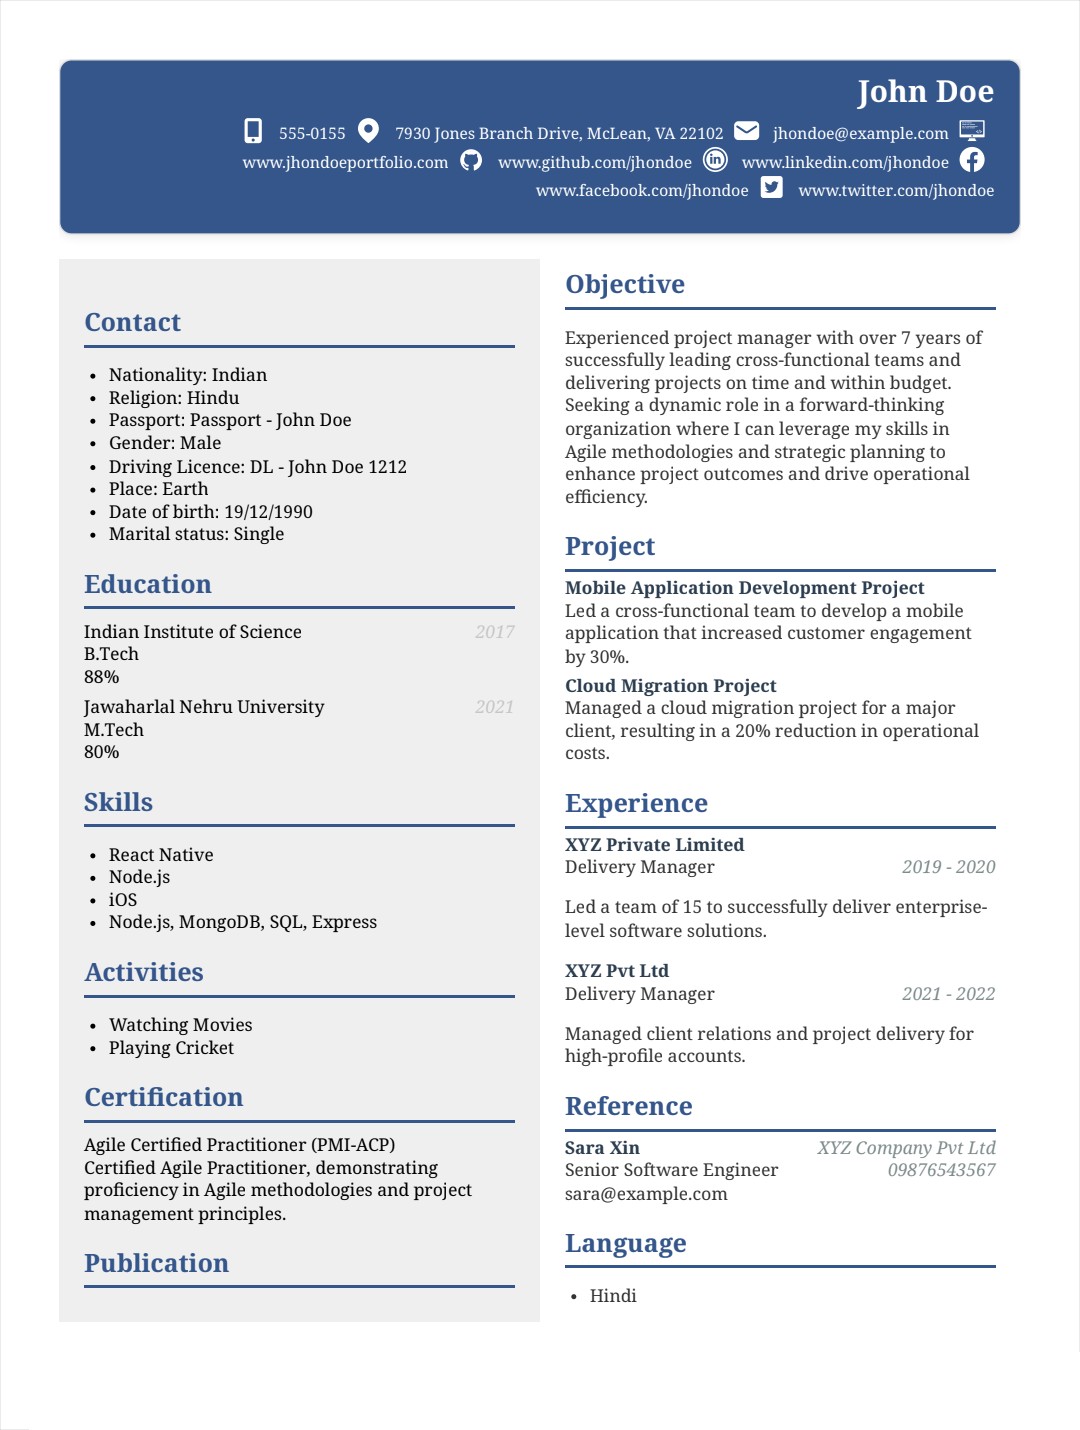 John Doe
555-0155 7930 Jones Branch Drive, McLean, VA 22102 jhondoe@example.com
www.jhondoeportfolio.com www.github.com/jhondoe www.linkedin.com/jhondoe
www.facebook.com/jhondoe www.twitter.com/jhondoe
Contact
• Nationality: Indian
• Religion: Hindu
• Passport: Passport - John Doe
• Gender: Male
• Driving Licence: DL - John Doe 1212
• Place: Earth
• Date of birth: 19/12/1990
• Marital status: Single
Education
Indian Institute of Science 2017
B.Tech
88%
Jawaharlal Nehru University 2021
M.Tech
80%
Skills
• React Native
• Node.js
• iOS
• Node.js, MongoDB, SQL, Express
Activities
• Watching Movies
• Playing Cricket
Certification
Agile Certified Practitioner (PMI-ACP)
Certified Agile Practitioner, demonstrating
proficiency in Agile methodologies and project
management principles.
Publication
Objective
Experienced project manager with over 7 years of
successfully leading cross-functional teams and
delivering projects on time and within budget.
Seeking a dynamic role in a forward-thinking
organization where I can leverage my skills in
Agile methodologies and strategic planning to
enhance project outcomes and drive operational
efficiency.
Project
Mobile Application Development Project
Led a cross-functional team to develop a mobile
application that increased customer engagement
by 30%.
Cloud Migration Project
Managed a cloud migration project for a major
client, resulting in a 20% reduction in operational
costs.
Experience
XYZ Private Limited
Delivery Manager 2019 - 2020
Led a team of 15 to successfully deliver enterprise-
level software solutions.
XYZ Pvt Ltd
Delivery Manager 2021 - 2022
Managed client relations and project delivery for
high-profile accounts.
Reference
Sara Xin XYZ Company Pvt Ltd
Senior Software Engineer 09876543567
sara@example.com
Language
• Hindi